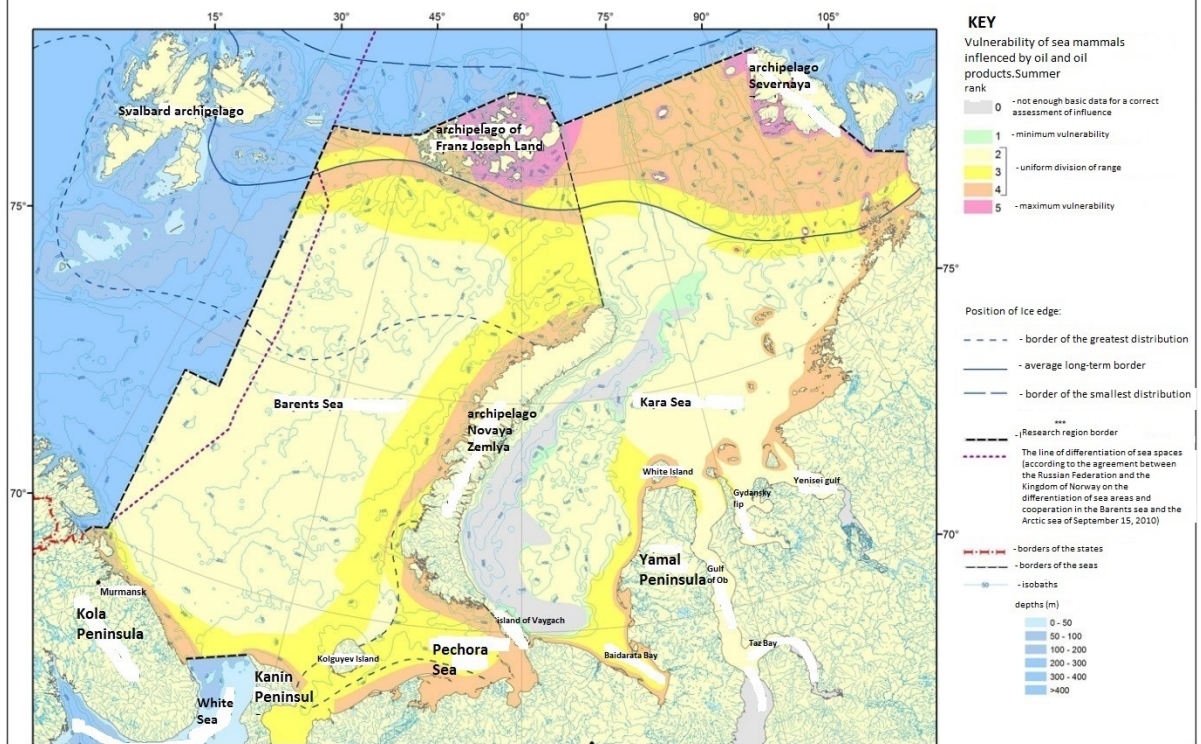 15°
30°
45°
60°
75°
90°
105°
75°
70°
75°
70°
Svalbard archipelago
archipelago of
Franz Joseph Land
archipelago
Severnaya
Barents Sea
archipelago
Novaya
Zemlya
Kara Sea
White Island
Gydansky
fip
Yenisei gulf
Yamal
Peninsula
Gulf
of Ob
Murmansk
Kola
Peninsula
island of Vaygach
Kolguyev Island
Pechora
Sea
Baidarata Bay
Taz Bay
Kanin
Peninsul
White
Sea
KEY
Vulnerability of sea mammals
inflenced by oil and oil
products.Summer
rank
0 - not enough basic data for a correct
assessment of influence
1 - minimum vulnerability
2
3 - uniform division of range
4
5 - maximum vulnerability
Position of Ice edge:
- border of the greatest distribution
- average long-term border
- border of the smallest distribution
***
- Research region border
The line of differentiation of sea spaces
(according to the agreement between
the Russian Federation and the
Kingdom of Norway on the
differentiation of sea areas and
cooperation in the Barents sea and the
Arctic sea of September 15, 2010)
- borders of the states
- borders of the seas
50 - isobaths
depths (m)
0 - 50
50 - 100
100 - 200
200 - 300
300 - 400
>400